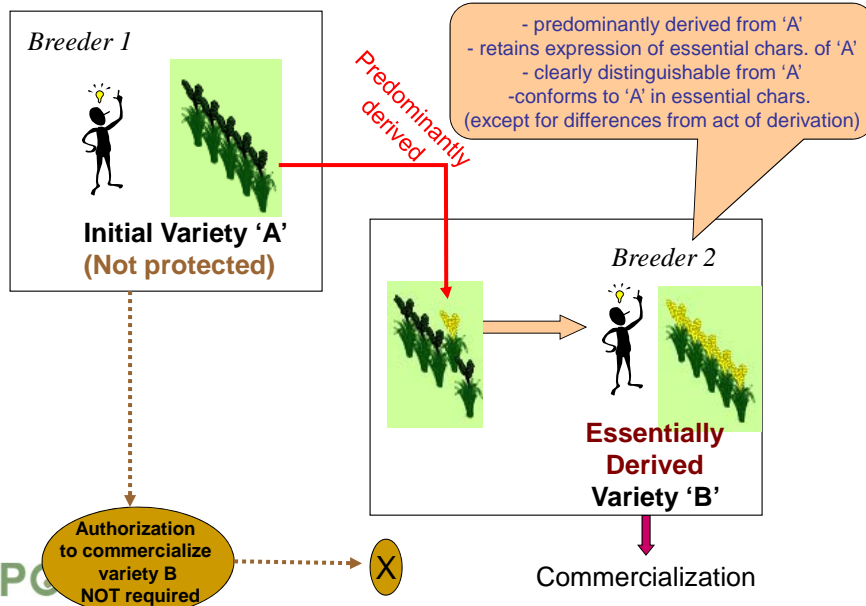 Breeder 1
Initial Variety ‘A’
(Not protected)
Predominantly
derived
- predominantly derived from ‘A’
- retains expression of essential chars. of ‘A’
- clearly distinguishable from ‘A’
-conforms to ‘A’ in essential chars.
(except for differences from act of derivation)
Breeder 2
Essentially
Derived
Variety ‘B’
Commercialization
Authorization
to commercialize
variety B
NOT required
X